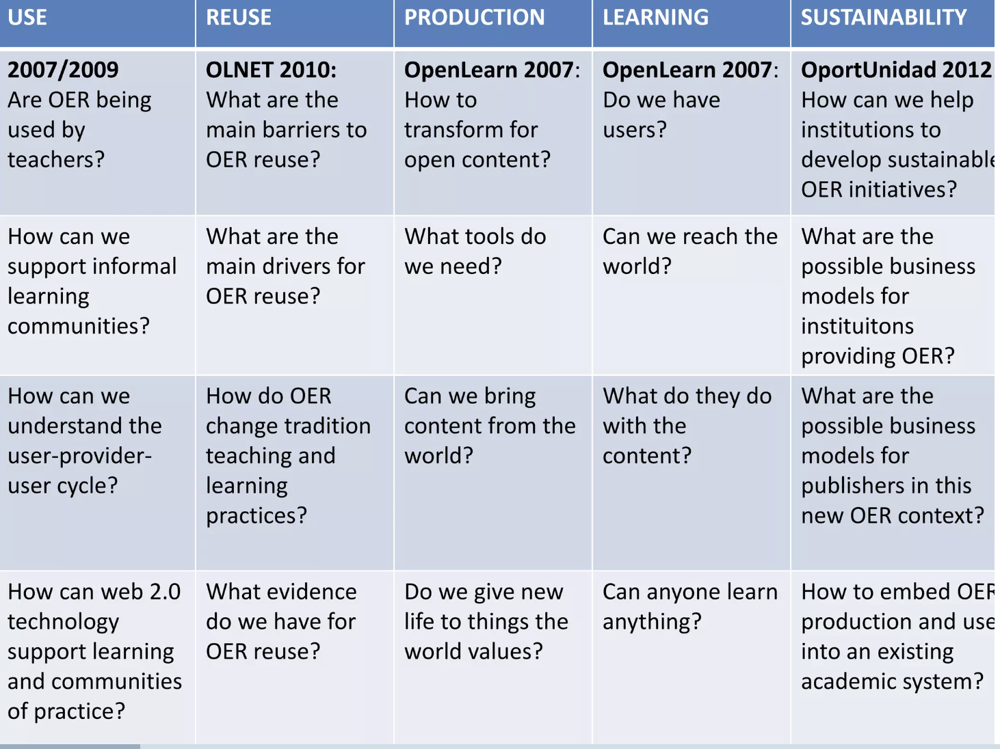 USE
REUSE
PRODUCTION
LEARNING
SUSTAINABILITY
2007/2009
Are OER being
used by
teachers?
OLNET 2010:
What are the
main barriers to
OER reuse?
OpenLearn 2007:
How to
transform for
open content?
OpenLearn 2007:
Do we have
users?
OportUnidad 2012
How can we help
institutions to
develop sustainable
OER initiatives?
How can we
support informal
learning
communities?
What are the
main drivers for
OER reuse?
What tools do
we need?
Can we reach the
world?
What are the
possible business
models for
instituitons
providing OER?
How can we
understand the
user-provider-
user cycle?
How do OER
change tradition
teaching and
learning
practices?
Can we bring
content from the
world?
What do they do
with the
content?
What are the
possible business
models for
publishers in this
new OER context?
How can web 2.0
technology
support learning
and communities
of practice?
What evidence
do we have for
OER reuse?
Do we give new
life to things the
world values?
Can anyone learn
anything?
How to embed OER
production and use
into an existing
academic system?